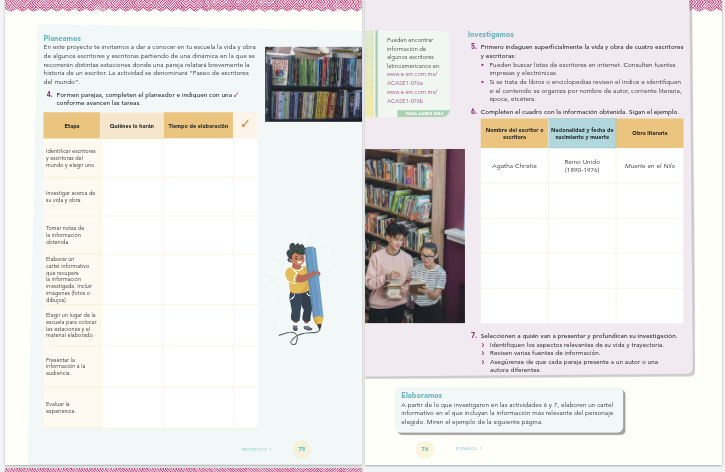 Planeamos
En este proyecto te invitamos a dar a conocer en tu escuela la vida y obra
de algunos escritores y escritoras partiendo de una dinámica en la que se
recorrerán distintas estaciones donde una pareja relatará brevemente la
historia de un escritor. La actividad se denominará "Paseo de escritores
del mundo".
4. Formen parejas, completen el planeador e indiquen con una ✓
conforme avancen las tareas.
Etapa Quiénes lo harán Tiempo de elaboración ✓
Identificar escritores
y escritoras del
mundo y elegir uno.
Investigar acerca de
su vida y obra.
Tomar notas de
la información
obtenida.
Elaborar un
cartel informativo
que recupere
la información
investigada. Incluir
imágenes (fotos o
dibujos).
Elegir un lugar de la
escuela para colocar
las estaciones y el
material elaborado.
Presentar la
información a la
audiencia.
Evaluar la
experiencia.
PROYECTO 1 75
Pueden encontrar
información de
algunos escritores
latinoamericanos en:
www.e-sm.com.mx/
ACASE1-076a
www.e-sm.com.mx/
ACASE1-076b
PARA SABER MÁS
Investigamos
5. Primero indaguen superficialmente la vida y obra de cuatro escritores
y escritoras:
• Pueden buscar listas de escritores en internet. Consulten fuentes
impresas y electrónicas.
• Si se trata de libros o enciclopedias revisen el índice e identifiquen
si el contenido se organiza por nombre de autor, corriente literaria,
época, etcétera.
6. Completen el cuadro con la información obtenida. Sigan el ejemplo.
Nombre del escritor o escritora Nacionalidad y fecha de nacimiento y muerte Obra literaria
Agatha Christie Reino Unido (1890-1976) Muerte en el Nilo
7. Seleccionen a quién van a presentar y profundicen su investigación.
› Identifiquen los aspectos relevantes de su vida y trayectoria.
› Revisen varias fuentes de información.
› Asegúrense de que cada pareja presente a un autor o una
autora diferentes.
Elaboramos
A partir de lo que investigaron en las actividades 6 y 7, elaboren un cartel
informativo en el que incluyan la información más relevante del personaje
elegido. Miren el ejemplo de la siguiente página.
76 ESPAÑOL 1